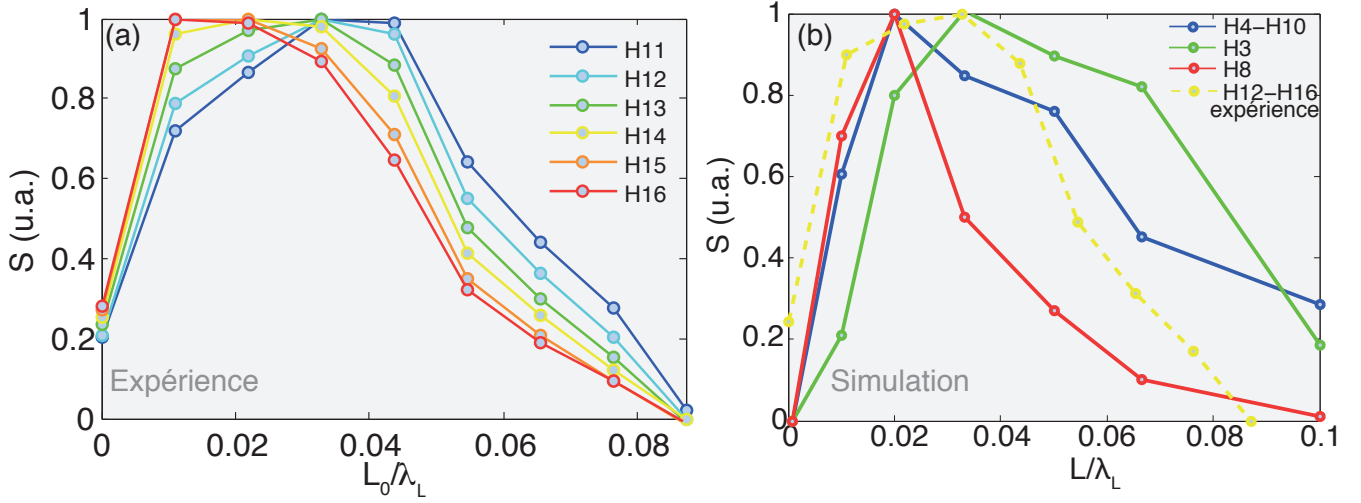 (a)
1
0.8
0.6
0.4
0.2
0
S (u.a.)
H11
H12
H13
H14
H15
H16
Expérience
0 0.02 0.04 0.06 0.08
L0/λL
(b)
1
0.8
0.6
0.4
0.2
0
S (u.a.)
H4–H10
H3
H8
H12–H16
expérience
Simulation
0 0.02 0.04 0.06 0.08 0.1
L/λL